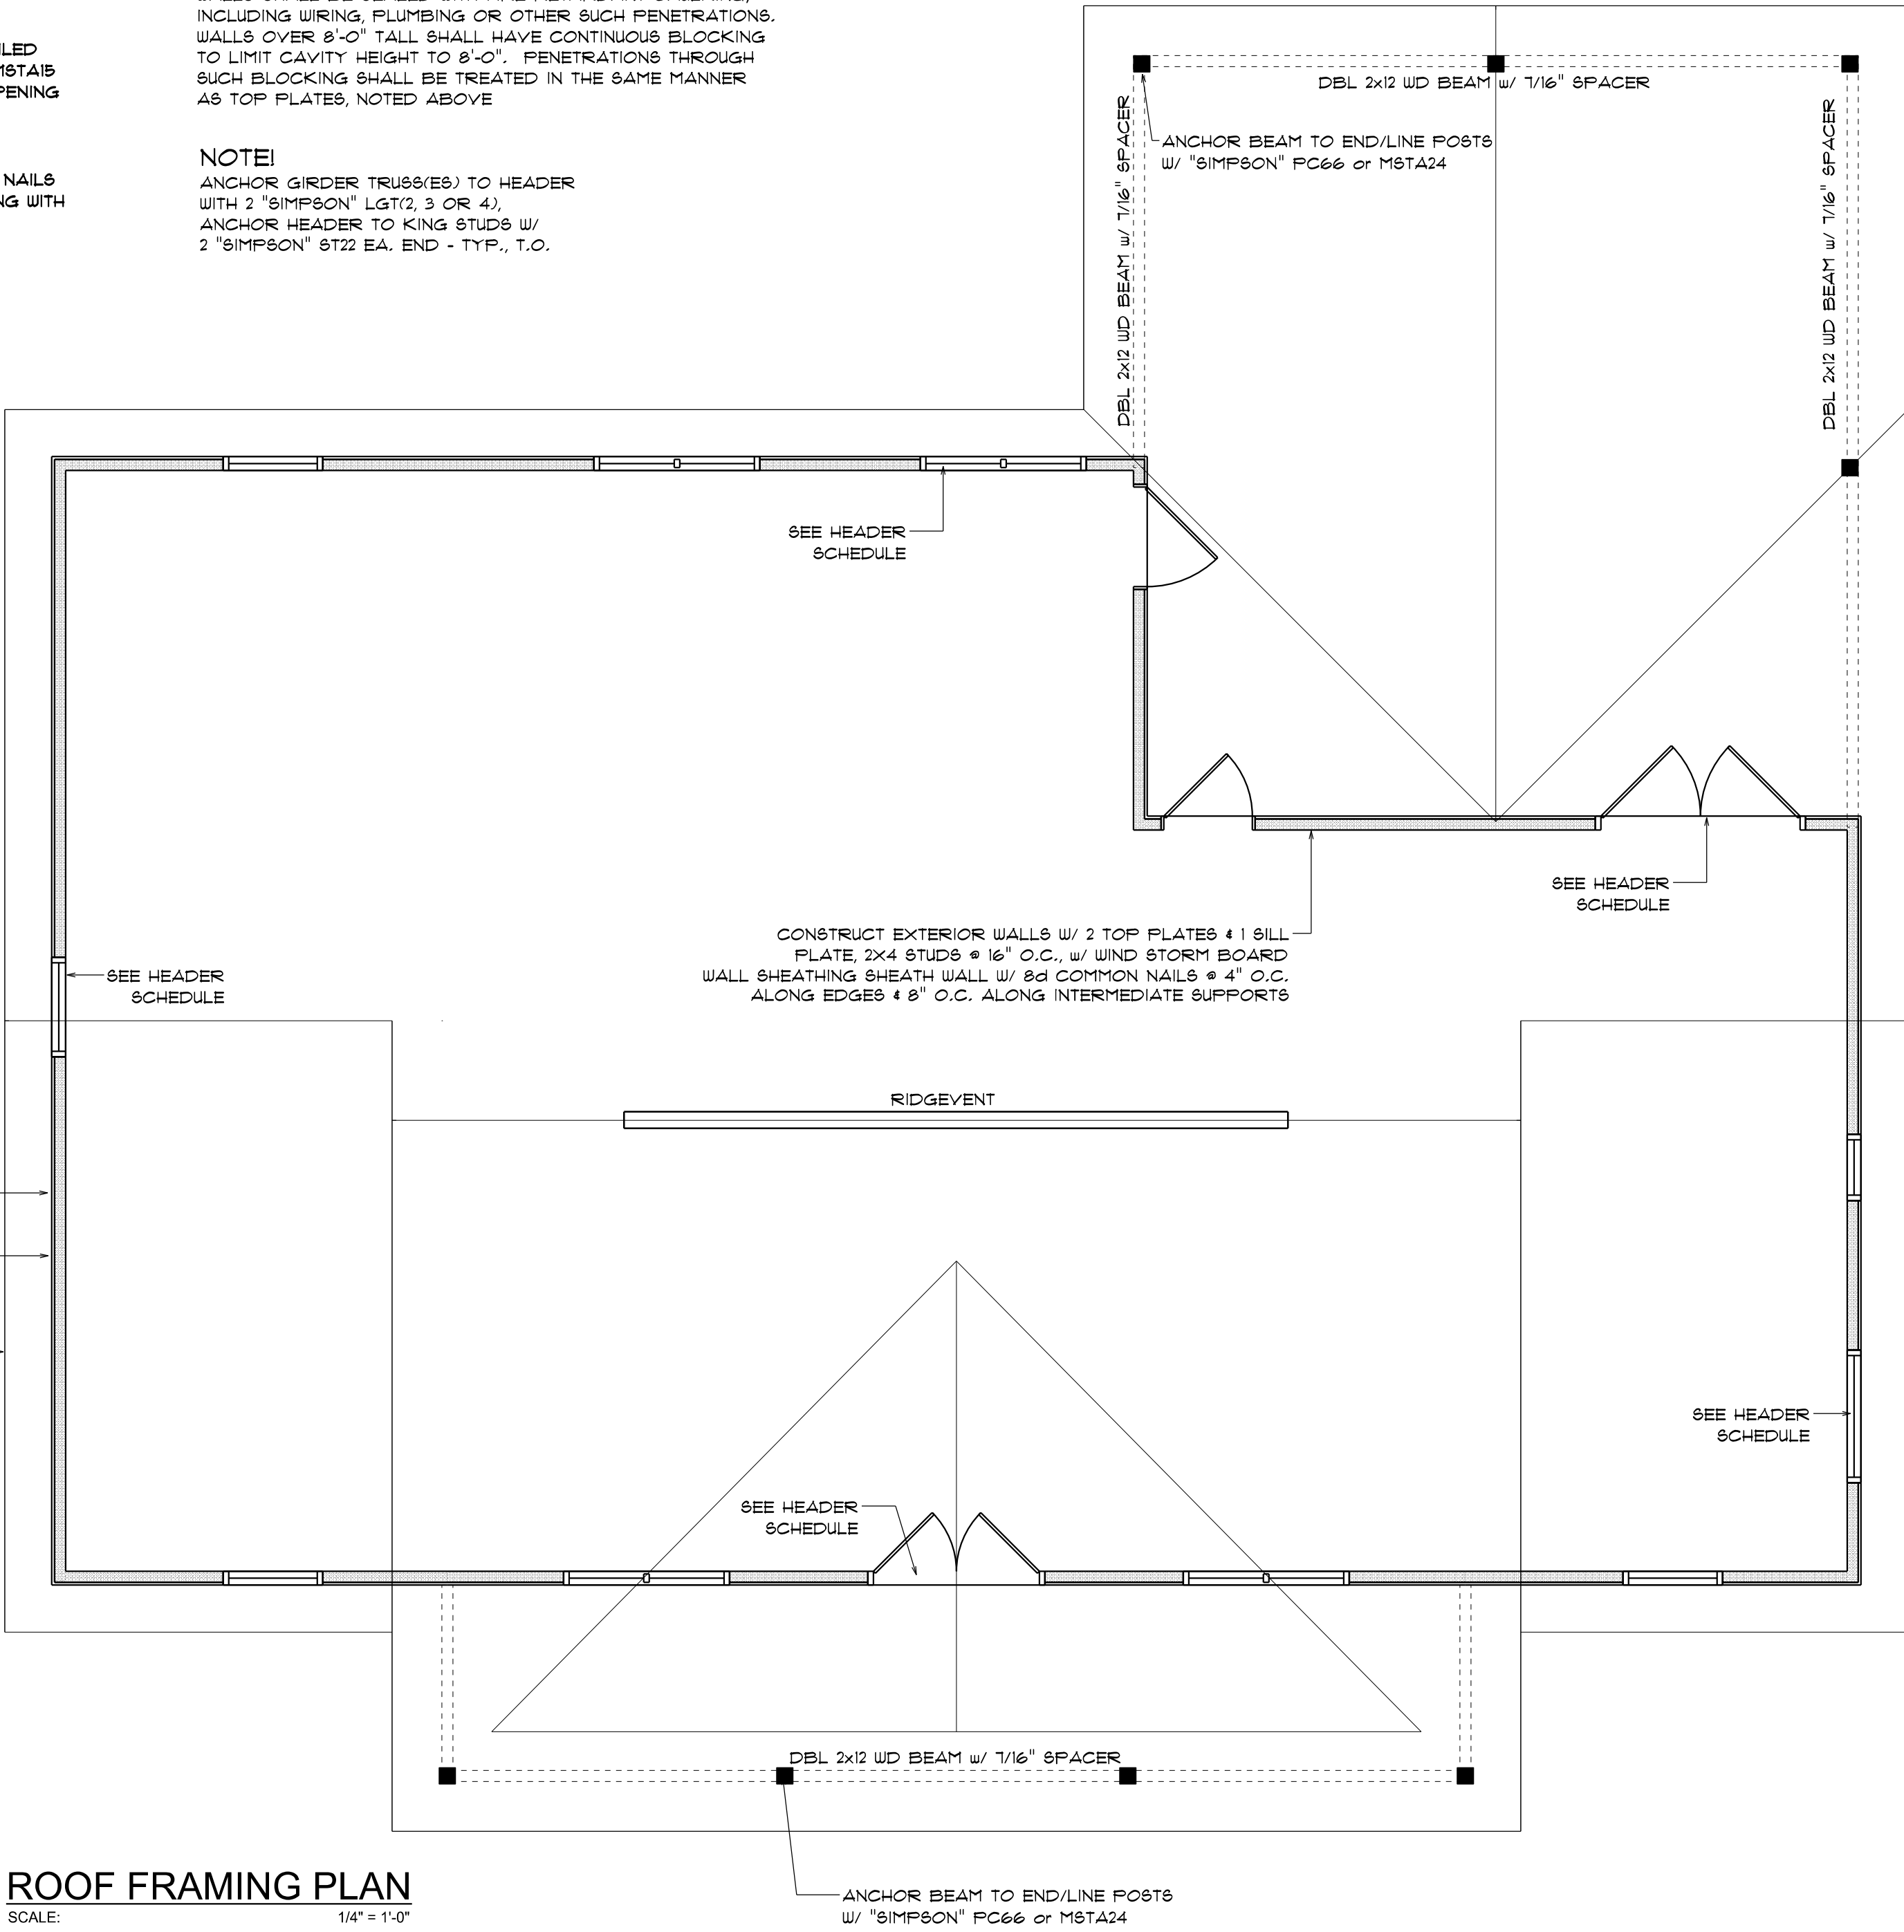 INCLUDING WIRING, PLUMBING OR OTHER SUCH PENETRATIONS.
WALLS OVER 8'-0" TALL SHALL HAVE CONTINUOUS BLOCKING
TO LIMIT CAVITY HEIGHT TO 8'-0".  PENETRATIONS THROUGH
SUCH BLOCKING SHALL BE TREATED IN THE SAME MANNER
AS TOP PLATES, NOTED ABOVE
MSTA15
NAILS
NG WITH
NOTE!
ANCHOR GIRDER TRUSS(ES) TO HEADER
WITH 2 "SIMPSON" LGT(2, 3 OR 4),
ANCHOR HEADER TO KING STUDS W/
2 "SIMPSON" ST22 EA. END - TYP., T.O.
DBL 2x12 WD BEAM w/ 7/16" SPACER
DBL 2x12 WD BEAM w/ 7/16" SPACER
DBL 2x12 WD BEAM w/ 7/16" SPACER
ANCHOR BEAM TO END/LINE POSTS
W/ "SIMPSON" PC66 or MSTA24
SEE HEADER
SCHEDULE
SEE HEADER
SCHEDULE
CONSTRUCT EXTERIOR WALLS W/ 2 TOP PLATES & 1 SILL
PLATE, 2X4 STUDS @ 16" O.C., w/ WIND STORM BOARD
WALL SHEATHING SHEATH WALL W/ 8d COMMON NAILS @ 4" O.C.
ALONG EDGES & 8" O.C. ALONG INTERMEDIATE SUPPORTS
SEE HEADER
SCHEDULE
RIDGEVENT
SEE HEADER
SCHEDULE
SEE HEADER
SCHEDULE
DBL 2x12 WD BEAM w/ 7/16" SPACER
ANCHOR BEAM TO END/LINE POSTS
W/ "SIMPSON" PC66 or MSTA24
ROOF FRAMING PLAN
SCALE: 1/4" = 1'-0"